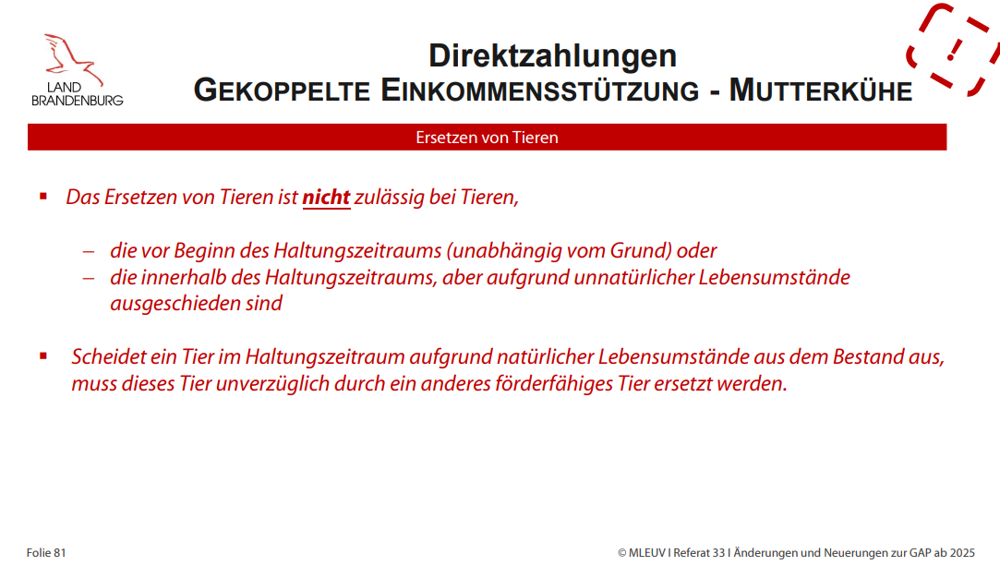 LAND
BRANDENBURG
Direktzahlungen
GEKOPPELTE EINKOMMENSSTÜTZUNG - MUTTERKÜHE
!
Ersetzen von Tieren
▪ Das Ersetzen von Tieren ist nicht zulässig bei Tieren,
– die vor Beginn des Haltungszeitraums (unabhängig vom Grund) oder
– die innerhalb des Haltungszeitraums, aber aufgrund unnatürlicher Lebensumstände
ausgeschieden sind
▪ Scheidet ein Tier im Haltungszeitraum aufgrund natürlicher Lebensumstände aus dem Bestand aus,
muss dieses Tier unverzüglich durch ein anderes förderfähiges Tier ersetzt werden.
Folie 81
© MLEUV I Referat 33 I Änderungen und Neuerungen zur GAP ab 2025